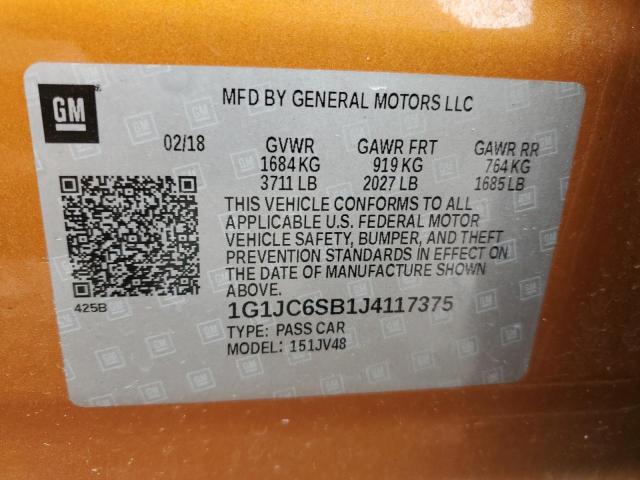 GM
MFD BY GENERAL MOTORS LLC
02/18 GVWR GAWR FRT GAWR RR
1684 KG 919 KG 764 KG
3711 LB 2027 LB 1685 LB
THIS VEHICLE CONFORMS TO ALL
APPLICABLE U.S. FEDERAL MOTOR
VEHICLE SAFETY, BUMPER, AND THEFT
PREVENTION STANDARDS IN EFFECT ON
THE DATE OF MANUFACTURE SHOWN
ABOVE.
425B
1G1JC6SB1J4117375
TYPE: PASS CAR
MODEL: 151JV48